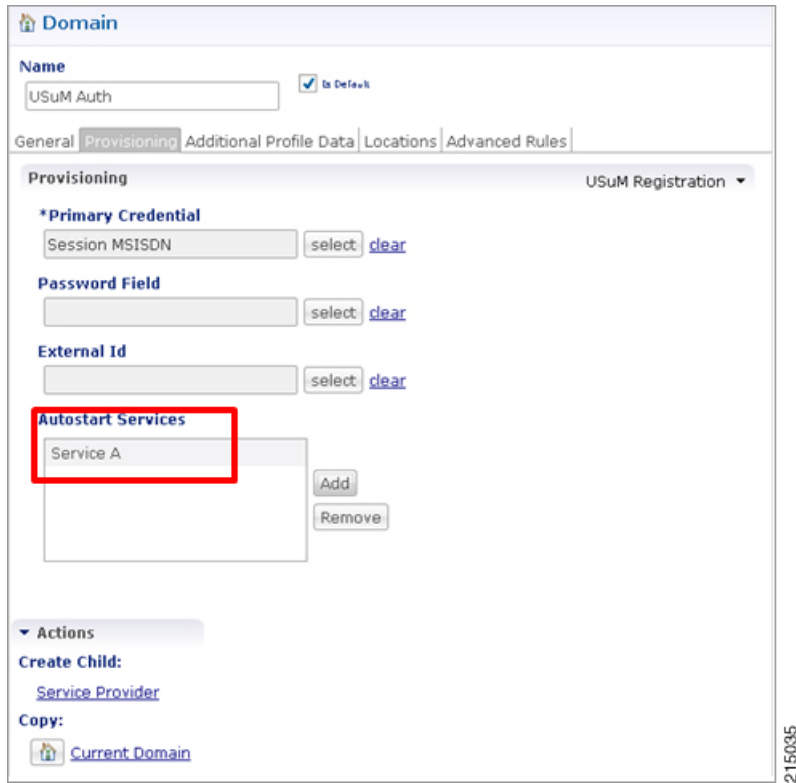 Domain
Name
USuM Auth
Is Default
General Provisioning Additional Profile Data Locations Advanced Rules
Provisioning USuM Registration
*Primary Credential
Session MSISDN select clear
Password Field
select clear
External Id
select clear
Autostart Services
Service A
Add
Remove
Actions
Create Child:
Service Provider
Copy:
Current Domain
215035